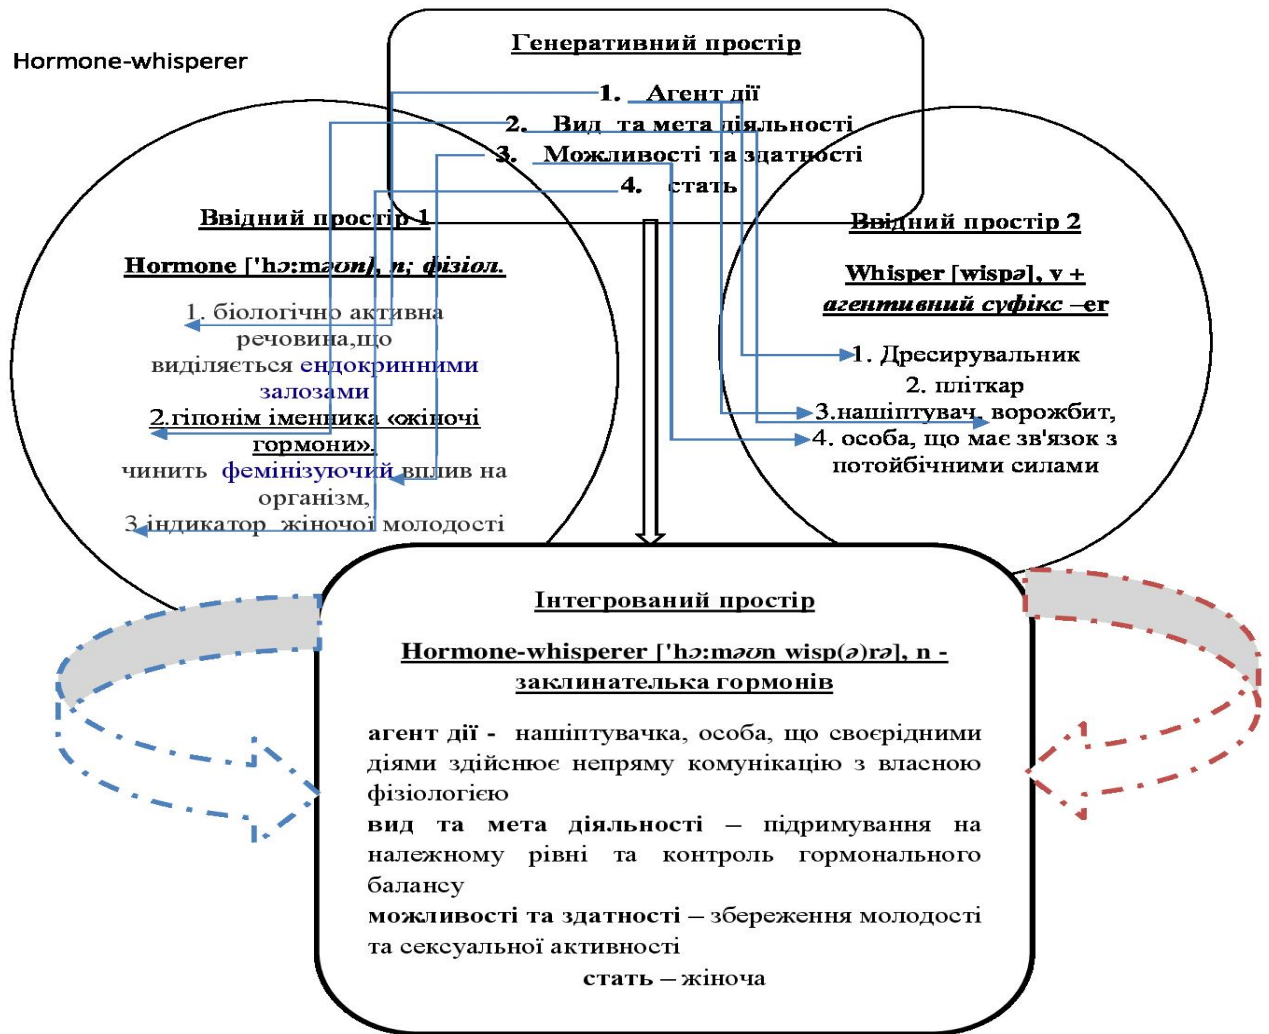 Hormone-whisperer
Генеративний простір
1. Агент дії
2. Вид та мета діяльності
3. Можливості та здатності
4. стать
Ввідний простір 1
Hormone ['hɔ:məʊn], n; фізіол.
1. біологічно активна
речовина,що
виділяється ендокринними
залозами
2.гіпонім іменника «жіночі
гормони».
чинить фемінізуючий вплив на
організм,
3.індикатор жіночої молодості
Ввідний простір 2
Whisper [wispə], v +
агентивний суфікс –er
1. Дресирувальник
2. пліткар
3.нашіптувач, ворожбит,
4. особа, що має зв'язок з
потойбічними силами
Інтегрований простір
Hormone-whisperer ['hɔ:məʊn wisp(ə)rə], n -
заклинателька гормонів
агент дії - нашіптувачка, особа, що своєрідними
діями здійснює непряму комунікацію з власною
фізіологією
вид та мета діяльності – підримування на
належному рівні та контроль гормонального
балансу
можливості та здатності – збереження молодості
та сексуальної активності
стать – жіноча